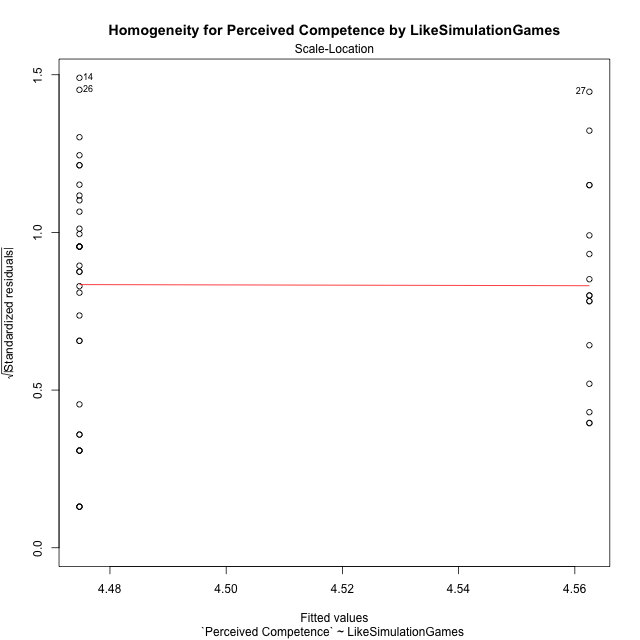 Homogeneity for Perceived Competence by LikeSimulationGames
Scale-Location
1.5
1.0
0.5
0.0
√|Standardized residuals|
14
26
27
4.48 4.50 4.52 4.54 4.56
Fitted values
`Perceived Competence` ~ LikeSimulationGames